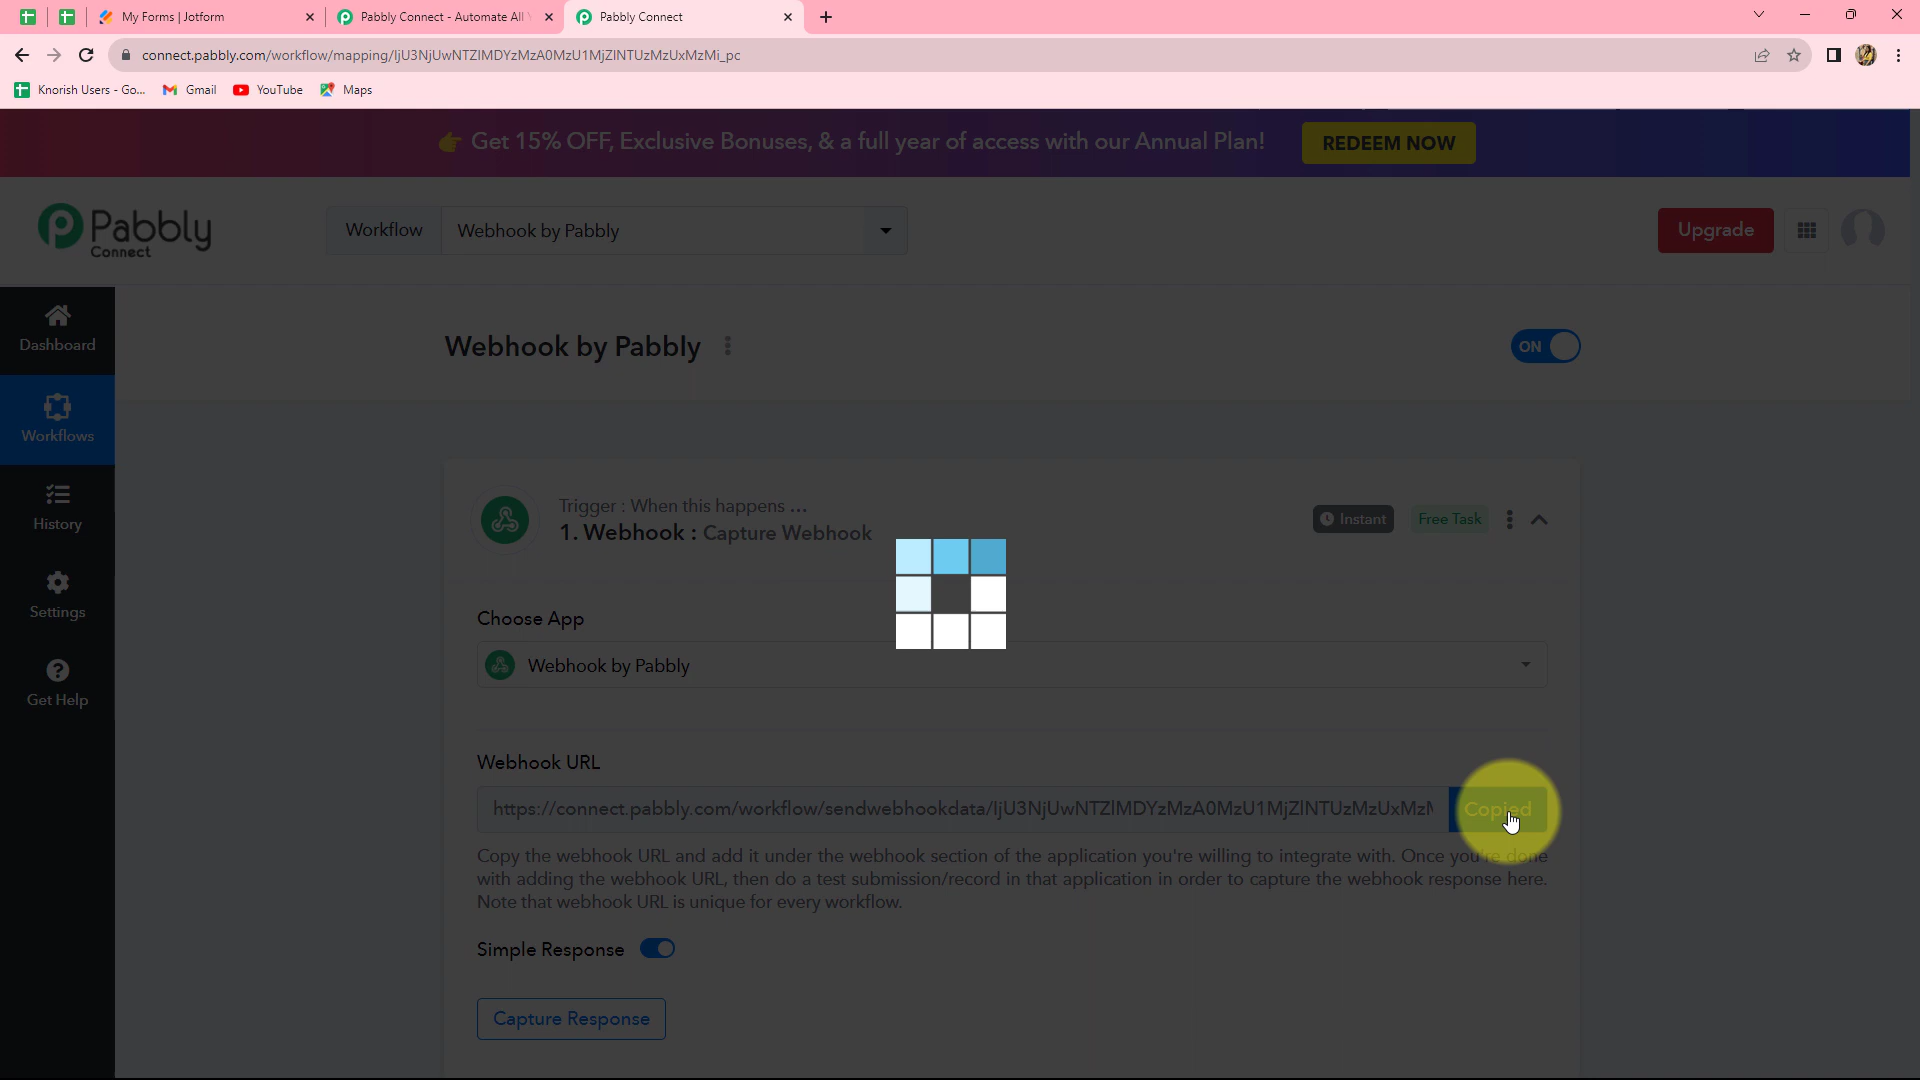 My Forms | Jotform
Pabbly Connect - Automate All
Pabbly Connect
connect.pabbly.com/workflow/mapping/IjU3NjUwNTZlMDYzMzA0MzU1MjZlNTUzMzUxMzMi_pc
Knorish Users - Go...
Gmail
YouTube
Maps
👉 Get 15% OFF, Exclusive Bonuses, & a full year of access with our Annual Plan!
REDEEM NOW
Pabbly
Connect
Workflow
Webhook by Pabbly
Upgrade
Dashboard
Workflows
History
Settings
Get Help
Webhook by Pabbly
ON
Trigger : When this happens ...
1. Webhook : Capture Webhook
Instant
Free Task
Choose App
Webhook by Pabbly
Webhook URL
https://connect.pabbly.com/workflow/sendwebhookdata/IjU3NjUwNTZlMDYzMzA0MzU1MjZlNTUzMzUxMzM
Copied
Copy the webhook URL and add it under the webhook section of the application you're willing to integrate with. Once you're done
with adding the webhook URL, then do a test submission/record in that application in order to capture the webhook response here.
Note that webhook URL is unique for every workflow.
Simple Response
Capture Response